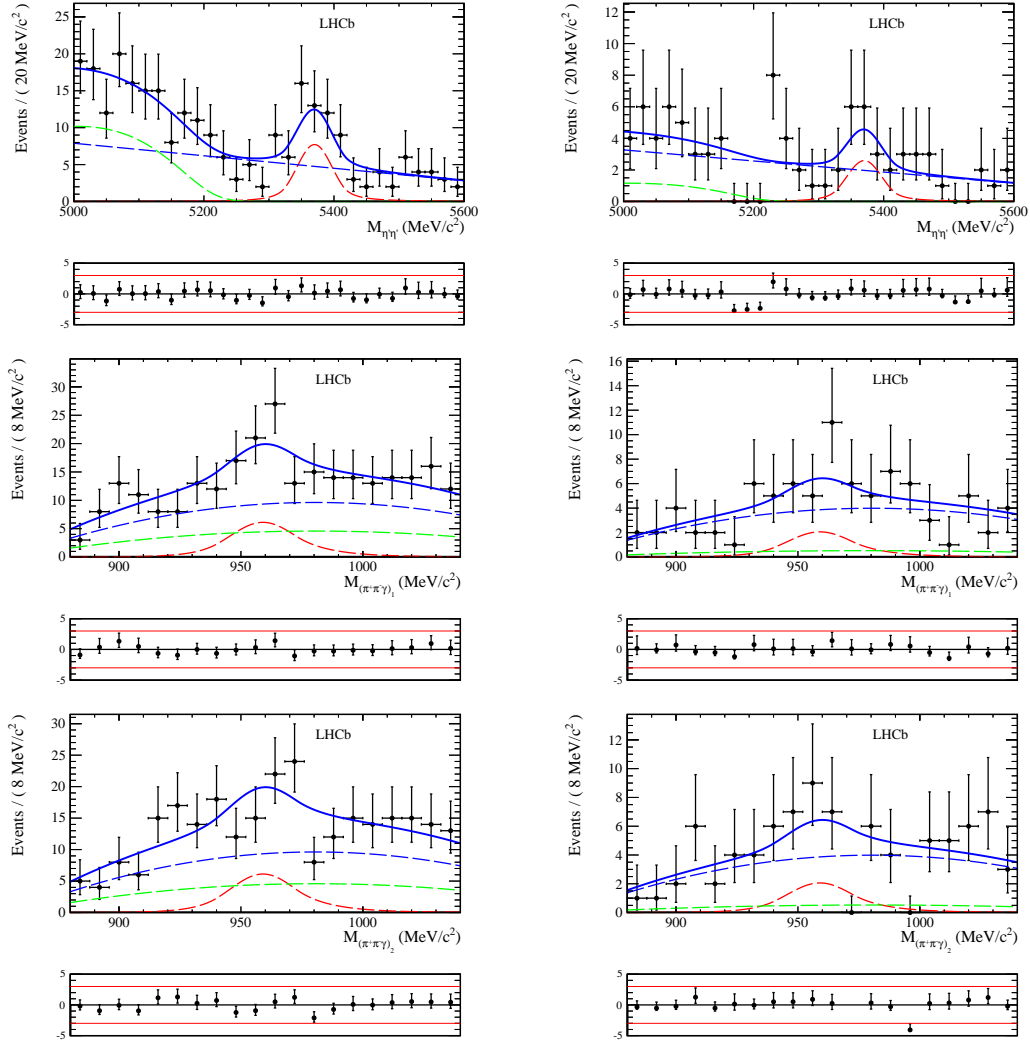 LHCb
Events / ( 20 MeV/c² )
25
20
15
10
5
0
5000 5200 5400 5600
M_η'η' (MeV/c²)
5
0
-5
LHCb
Events / ( 20 MeV/c² )
12
10
8
6
4
2
0
5000 5200 5400 5600
M_η'η' (MeV/c²)
5
0
-5
LHCb
Events / ( 8 MeV/c² )
30
25
20
15
10
5
0
900 950 1000
M_(π⁺π⁻γ)₁ (MeV/c²)
5
0
-5
LHCb
Events / ( 8 MeV/c² )
16
14
12
10
8
6
4
2
0
900 950 1000
M_(π⁺π⁻γ)₁ (MeV/c²)
5
0
-5
LHCb
Events / ( 8 MeV/c² )
30
25
20
15
10
5
0
900 950 1000
M_(π⁺π⁻γ)₂ (MeV/c²)
5
0
-5
LHCb
Events / ( 8 MeV/c² )
12
10
8
6
4
2
0
900 950 1000
M_(π⁺π⁻γ)₂ (MeV/c²)
5
0
-5